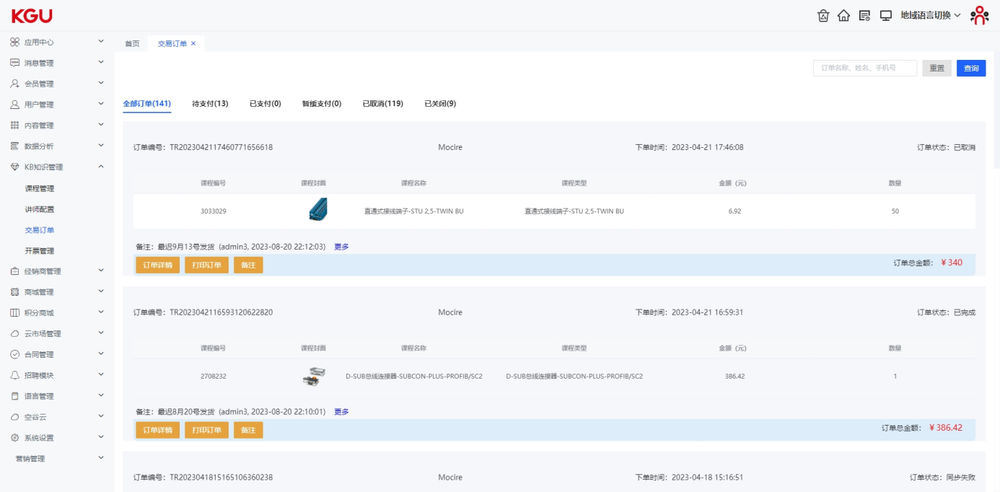 KGU
地域语言切换
应用中心
消息管理
会员管理
用户管理
内容管理
数据分析
KB知识管理
课程管理
讲师配置
交易订单
开票管理
经销商管理
商城管理
积分商城
云市场管理
合同管理
招聘模块
语言管理
空谷云
系统设置
营销管理
首页 交易订单 ×
订单名称、姓名、手机号 重置 查询
全部订单(141) 待支付(13) 已支付(0) 暂缓支付(0) 已取消(119) 已关闭(9)
订单编号：TR2023042117460771656618 Mocire 下单时间：2023-04-21 17:46:08 订单状态：已取消
课程编号 课程封面 课程名称 课程类型 金额（元） 数量
3033029 直通式接线端子-STU 2,5-TWIN BU 直通式接线端子-STU 2,5-TWIN BU 6.92 50
备注：最迟9月13号发货 (admin3, 2023-08-20 22:12:03) 更多
订单详情 打印订单 备注 订单总金额：￥340
订单编号：TR2023042116593120622820 Mocire 下单时间：2023-04-21 16:59:31 订单状态：已完成
课程编号 课程封面 课程名称 课程类型 金额（元） 数量
2708232 D-SUB总线连接器-SUBCON-PLUS-PROFIB/SC2 D-SUB总线连接器-SUBCON-PLUS-PROFIB/SC2 386.42 1
备注：最迟8月20号发货 (admin3, 2023-08-20 22:10:01) 更多
订单详情 打印订单 备注 订单总金额：￥386.42
订单编号：TR2023041815165106360238 Mocire 下单时间：2023-04-18 15:16:51 订单状态：同步失败